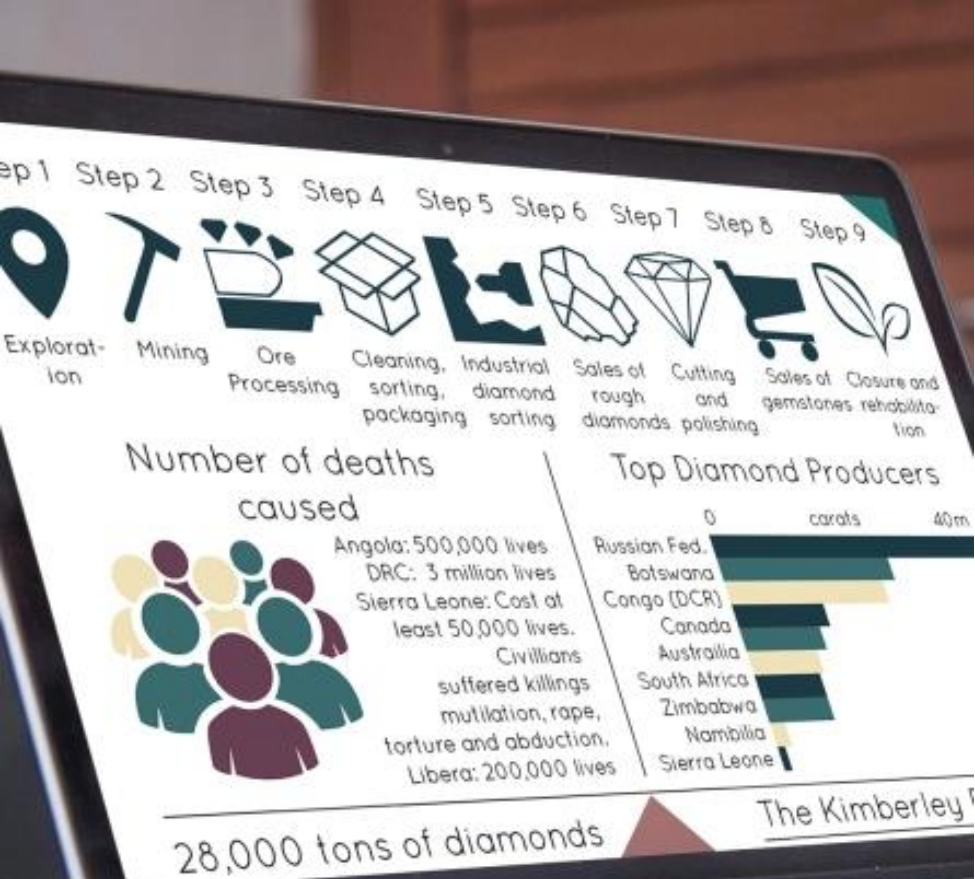 ep 1 Step 2 Step 3 Step 4 Step 5 Step 6 Step 7 Step 8 Step 9
Explorat-
ion
Mining
Ore
Processing
Cleaning,
sorting,
packaging
Industrial
diamond
sorting
Sales of
rough
diamonds
Cutting
and
polishing
Sales of
gemstones
Closure and
rehabilita-
tion
Number of deaths
caused
Angola: 500,000 lives
DRC: 3 million lives
Sierra Leone: Cost at
least 50,000 lives.
Civillians
suffered killings
mutilation, rape,
torture and abduction.
Libera: 200,000 lives
Top Diamond Producers
0 carats 40m
Russian Fed.
Botswana
Congo (DCR)
Canada
Austrailia
South Africa
Zimbabwa
Nambilia
Sierra Leone
28,000 tons of diamonds
The Kimberley